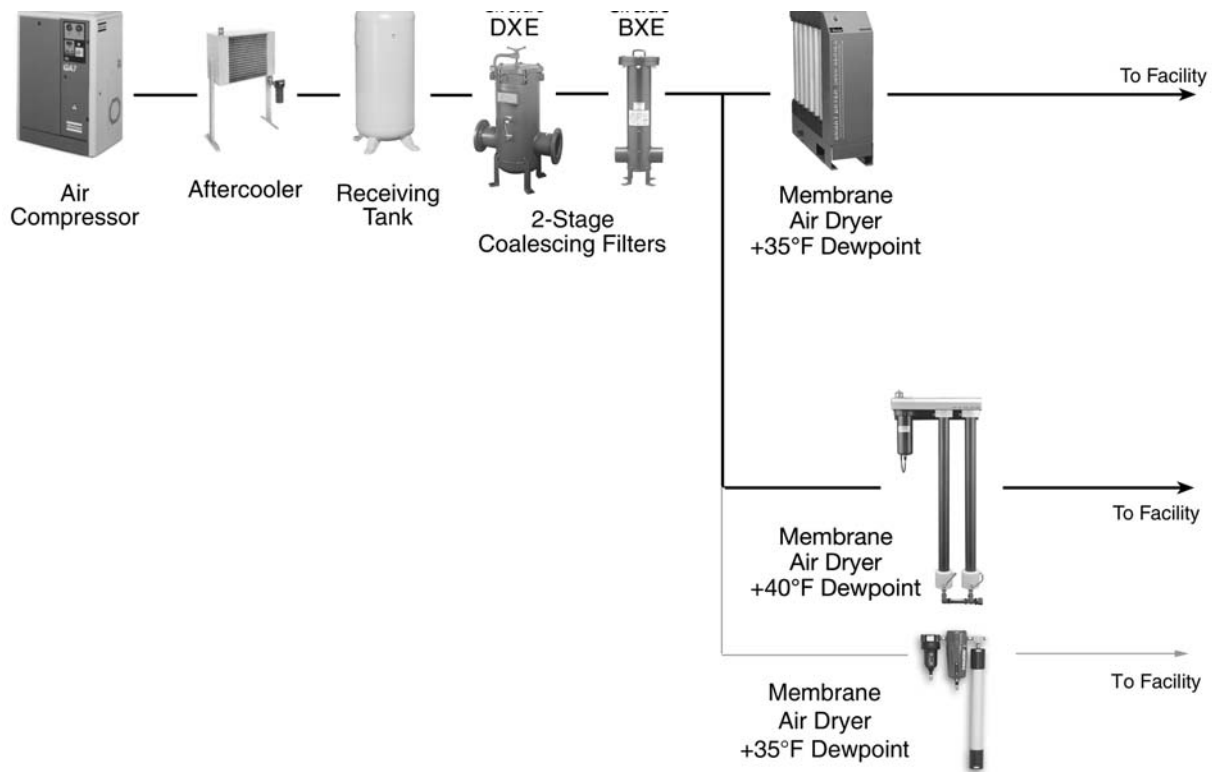 DXE
BXE
GA7
To Facility
Air
Compressor
Aftercooler
Receiving
Tank
2-Stage
Coalescing Filters
Membrane
Air Dryer
+35°F Dewpoint
To Facility
Membrane
Air Dryer
+40°F Dewpoint
To Facility
Membrane
Air Dryer
+35°F Dewpoint